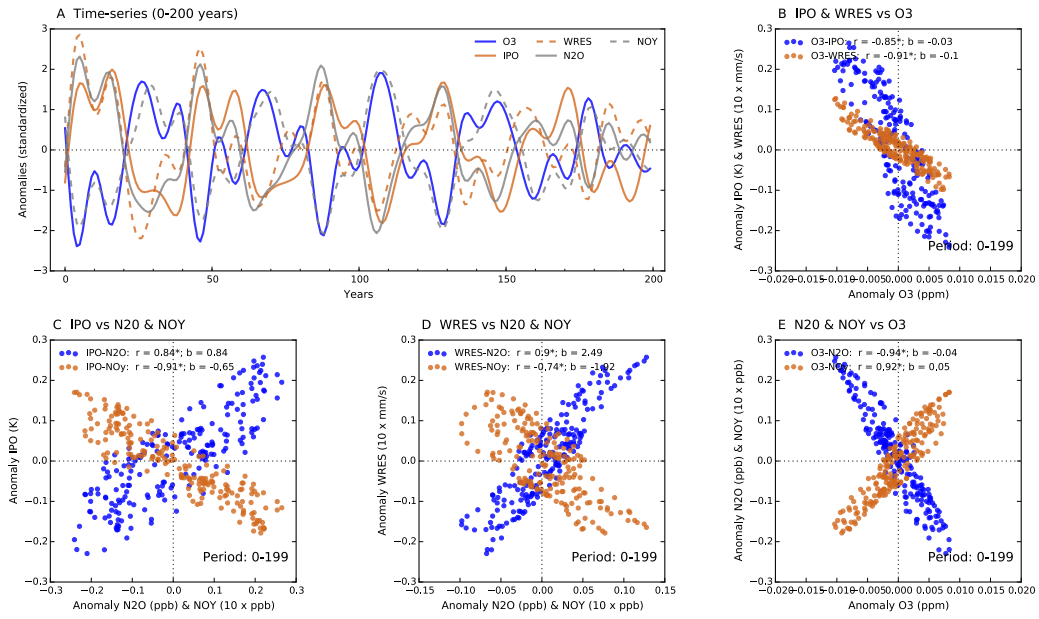 A Time-series (0-200 years)
Anomalies (standardized)
3
2
1
0
−1
−2
−3
O3
WRES
NOY
IPO
N2O
0
50
100
150
200
Years
B IPO & WRES vs O3
Anomaly IPO (K) & WRES (10 x mm/s)
0.3
0.2
0.1
0.0
−0.1
−0.2
−0.3
O3-IPO: r = -0.85*; b = -0.03
O3-WRES: r = -0.91*; b = -0.1
Period: 0-199
−0.020 −0.015 −0.010 −0.005 0.000 0.005 0.010 0.015 0.020
Anomaly O3 (ppm)
C IPO vs N20 & NOY
Anomaly IPO (K)
0.3
0.2
0.1
0.0
−0.1
−0.2
−0.3
IPO-N2O: r = 0.84*; b = 0.84
IPO-NOy: r = -0.91*; b = -0.65
Period: 0-199
−0.3 −0.2 −0.1 0.0 0.1 0.2 0.3
Anomaly N2O (ppb) & NOY (10 x ppb)
D WRES vs N20 & NOY
Anomaly WRES (10 x mm/s)
0.3
0.2
0.1
0.0
−0.1
−0.2
−0.3
WRES-N2O: r = 0.9*; b = 2.49
WRES-NOy: r = -0.74*; b = -1.92
Period: 0-199
−0.15 −0.10 −0.05 0.00 0.05 0.10 0.15
Anomaly N2O (ppb) & NOY (10 x ppb)
E N20 & NOY vs O3
Anomaly N2O (ppb) & NOY (10 x ppb)
0.3
0.2
0.1
0.0
−0.1
−0.2
−0.3
O3-N2O: r = -0.94*; b = -0.04
O3-NOy: r = 0.92*; b = 0.05
Period: 0-199
−0.020 −0.015 −0.010 −0.005 0.000 0.005 0.010 0.015 0.020
Anomaly O3 (ppm)